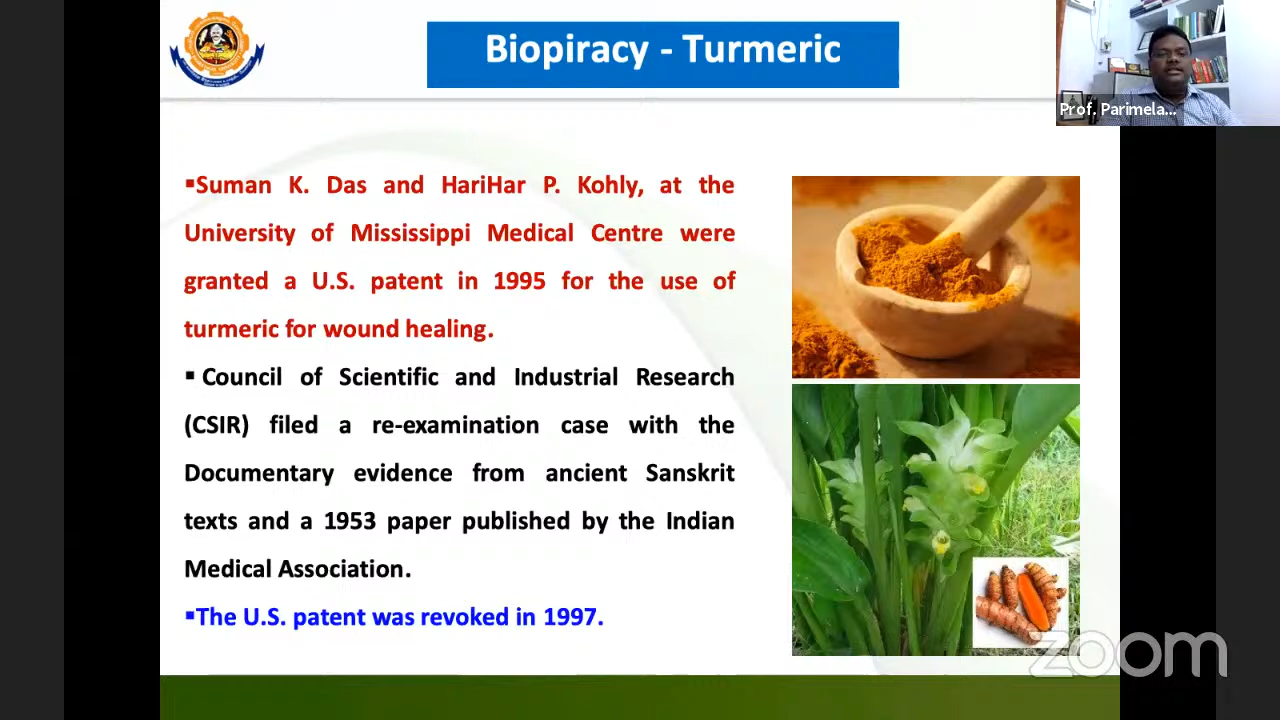 Biopiracy - Turmeric
Prof. Parimela...
▪Suman K. Das and HariHar P. Kohly, at the
University of Mississippi Medical Centre were
granted a U.S. patent in 1995 for the use of
turmeric for wound healing.
▪ Council of Scientific and Industrial Research
(CSIR) filed a re-examination case with the
Documentary evidence from ancient Sanskrit
texts and a 1953 paper published by the Indian
Medical Association.
▪The U.S. patent was revoked in 1997.
zoom